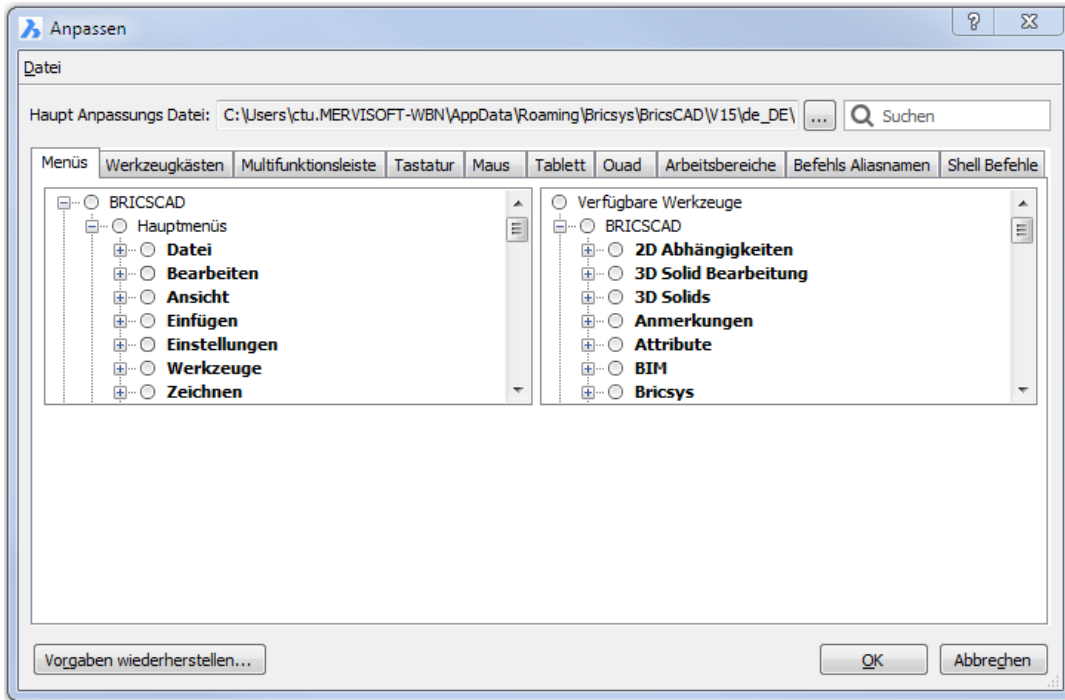 Anpassen
Datei
Haupt Anpassungs Datei: C:\Users\ctu.MERVISOFT-WBN\AppData\Roaming\Bricsys\BricsCAD\V15\de_DE\ ... Suchen
Menüs Werkzeugkästen Multifunktionsleiste Tastatur Maus Tablett Quad Arbeitsbereiche Befehls Aliasnamen Shell Befehle
BRICSCAD
Hauptmenüs
Datei
Bearbeiten
Ansicht
Einfügen
Einstellungen
Werkzeuge
Zeichnen
Verfügbare Werkzeuge
BRICSCAD
2D Abhängigkeiten
3D Solid Bearbeitung
3D Solids
Anmerkungen
Attribute
BIM
Bricsys
Vorgaben wiederherstellen... OK Abbrechen